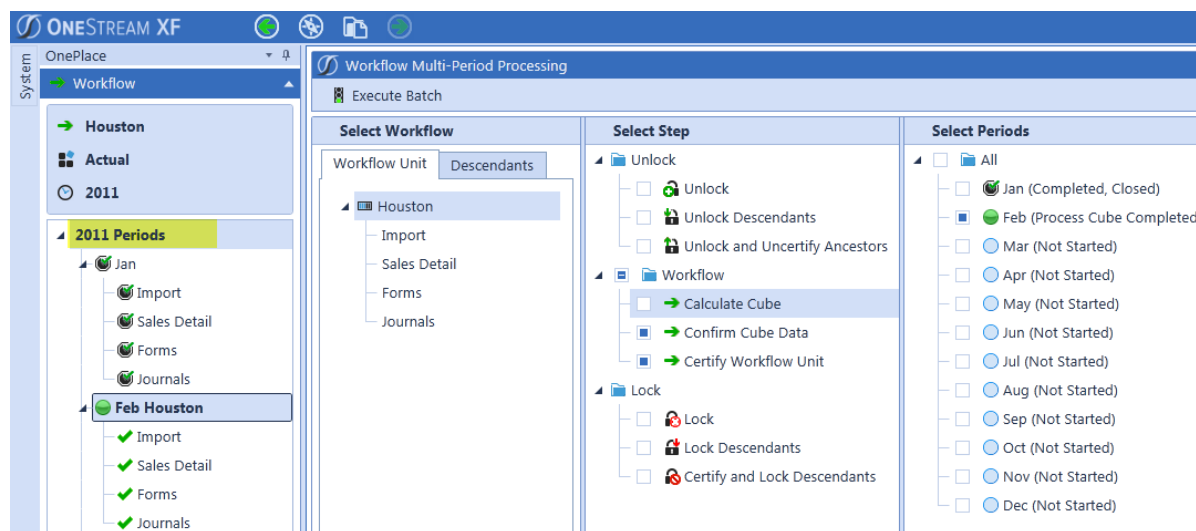 ONESTREAM XF
System
OnePlace
Workflow
Houston
Actual
2011
2011 Periods
Jan
Import
Sales Detail
Forms
Journals
Feb Houston
Import
Sales Detail
Forms
Journals
Workflow Multi-Period Processing
Execute Batch
Select Workflow
Workflow Unit
Descendants
Houston
Import
Sales Detail
Forms
Journals
Select Step
Unlock
Unlock
Unlock Descendants
Unlock and Uncertify Ancestors
Workflow
Calculate Cube
Confirm Cube Data
Certify Workflow Unit
Lock
Lock
Lock Descendants
Certify and Lock Descendants
Select Periods
All
Jan (Completed, Closed)
Feb (Process Cube Completed
Mar (Not Started)
Apr (Not Started)
May (Not Started)
Jun (Not Started)
Jul (Not Started)
Aug (Not Started)
Sep (Not Started)
Oct (Not Started)
Nov (Not Started)
Dec (Not Started)